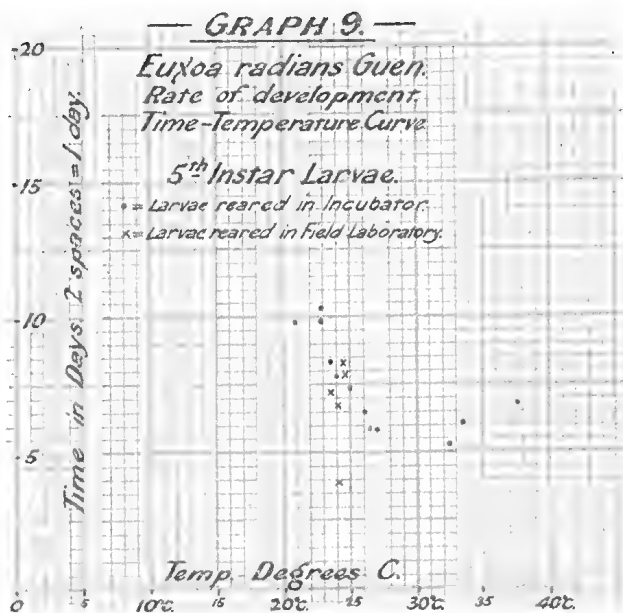 GRAPH 9.
Euxoa radians Guen.
Rate of development.
Time-Temperature Curve
5th Instar Larvae.
• = Larvae reared in Incubator.
x = Larvae reared in Field Laboratory.
Time in Days 2 spaces = 1 day.
20
15
10
5
0
Temp. Degrees C.
0 5 10°C. 20°C. 25 30°C. 35 40°C.